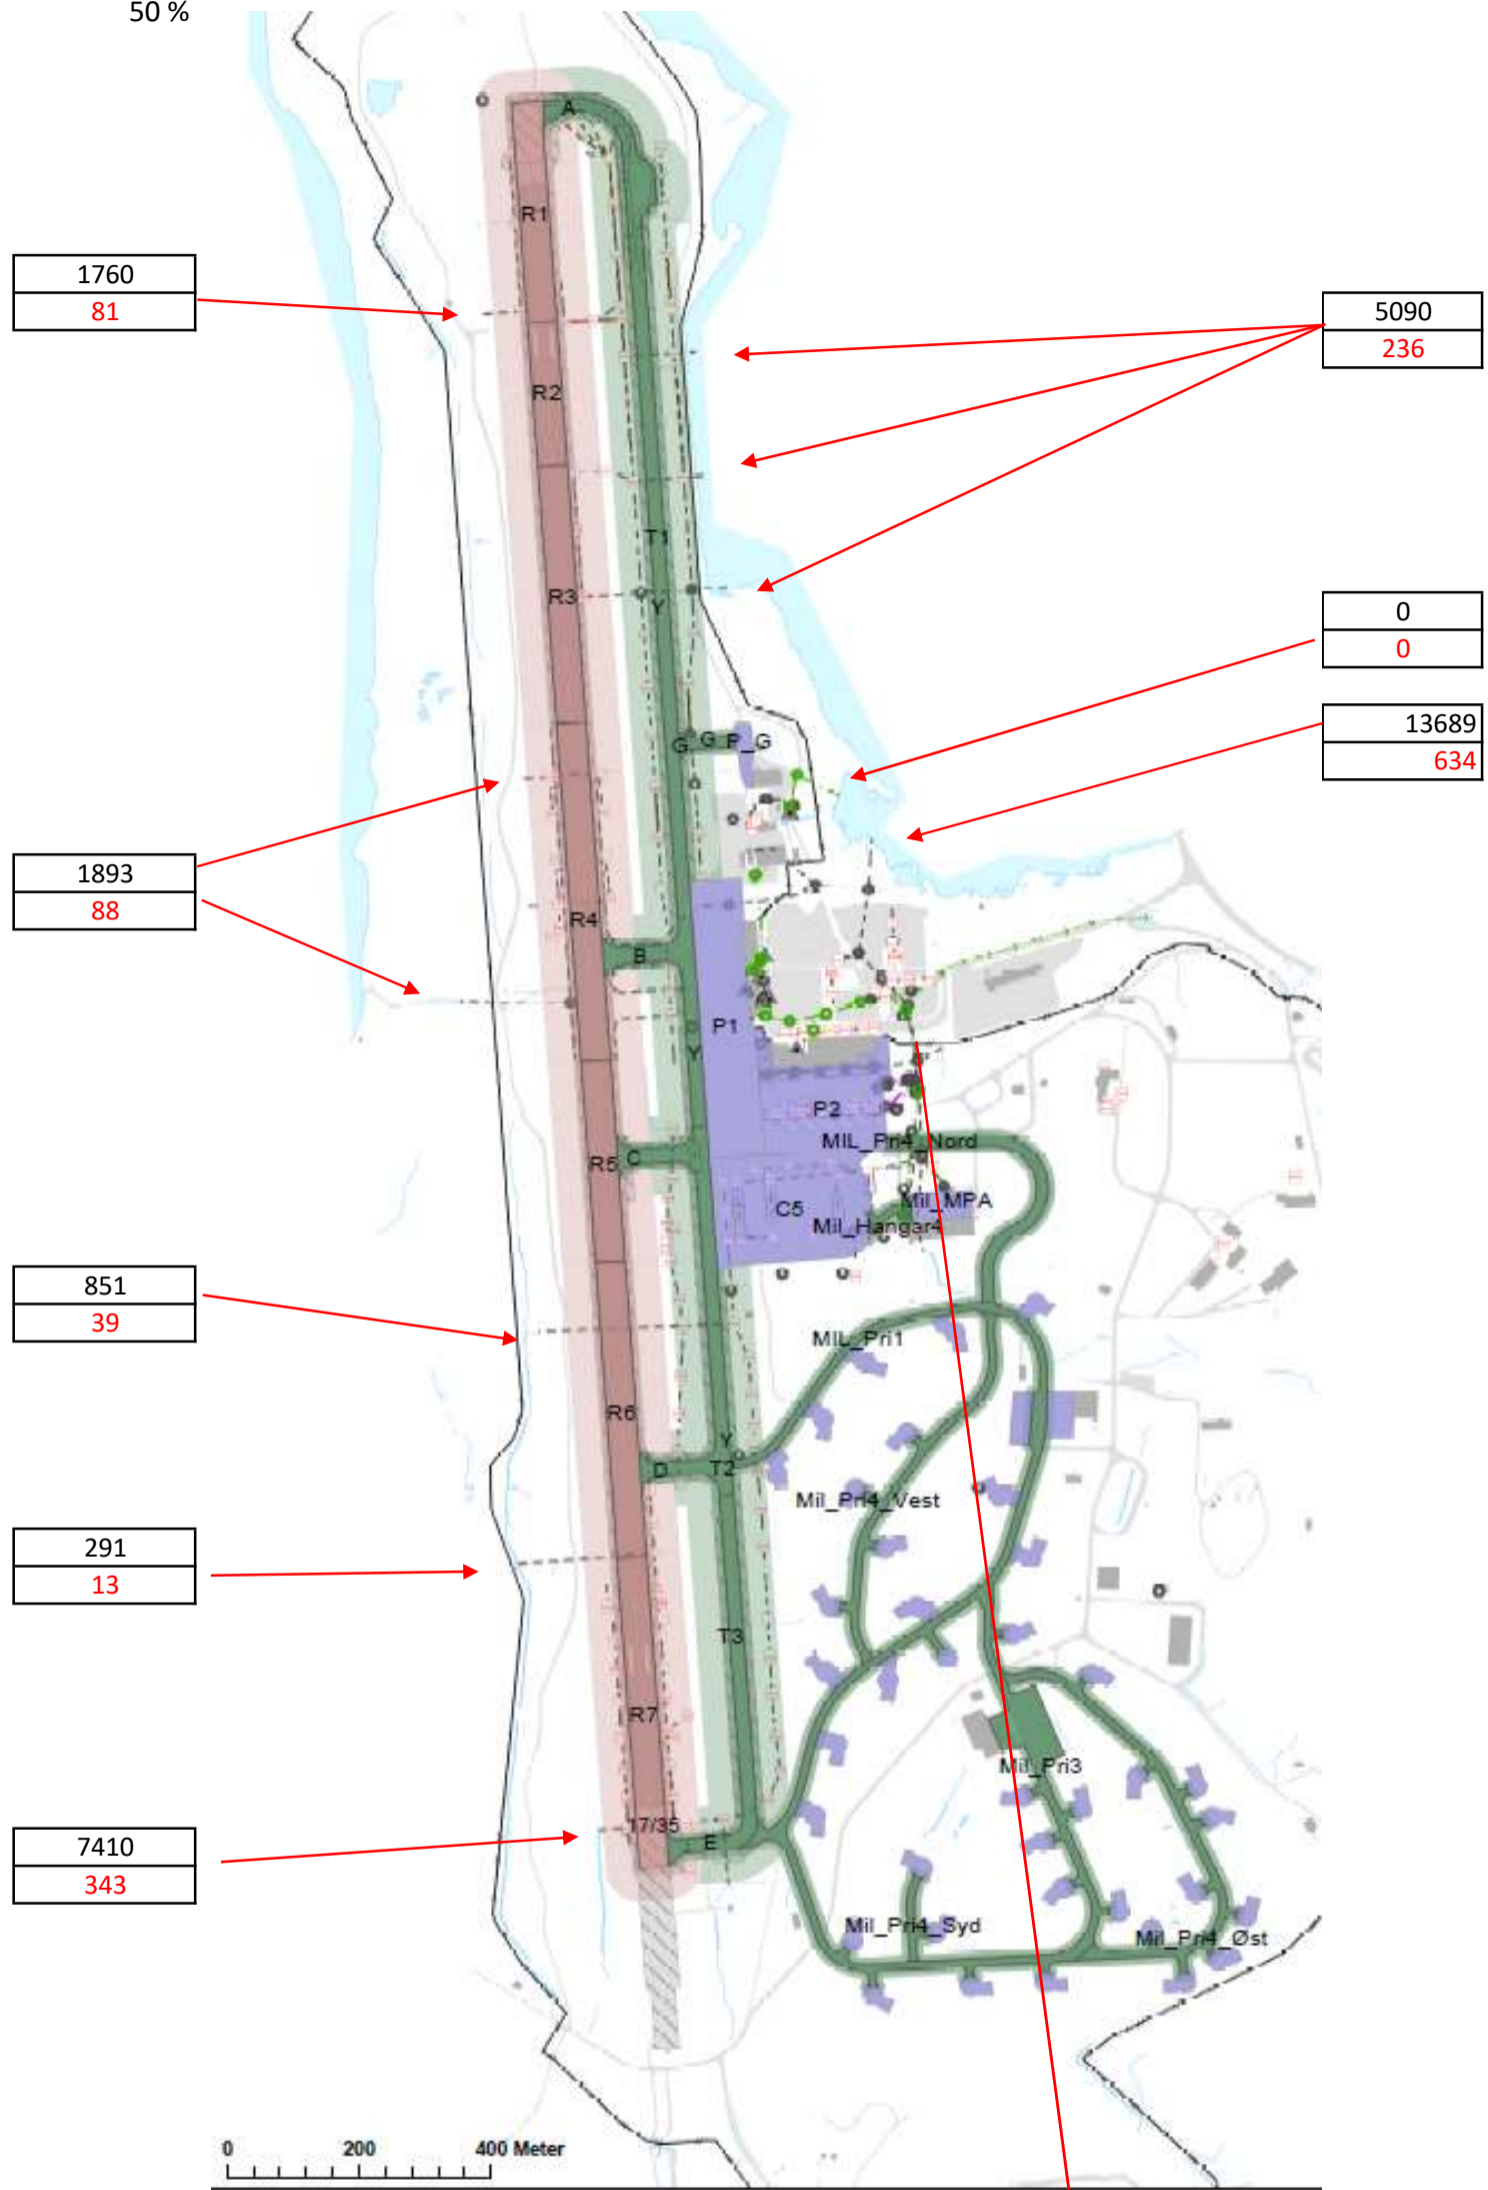 50 %
A
R1
1760
81
5090
236
R2
T1
R3
Y
0
0
13689
634
G G P_G
1893
88
R4
B
P1
Y
P2
MIL_Pri4_Nord
R5 C
Mil_MPA
C5
Mil_Hangar4
851
39
MIL_Pri1
R6
Y
D T2
Mil_Pri4_Vest
291
13
T3
R7
Mil_Pri3
17/35
E
7410
343
Mil_Pri4_Syd
Mil_Pri4_Øst
0 200 400 Meter